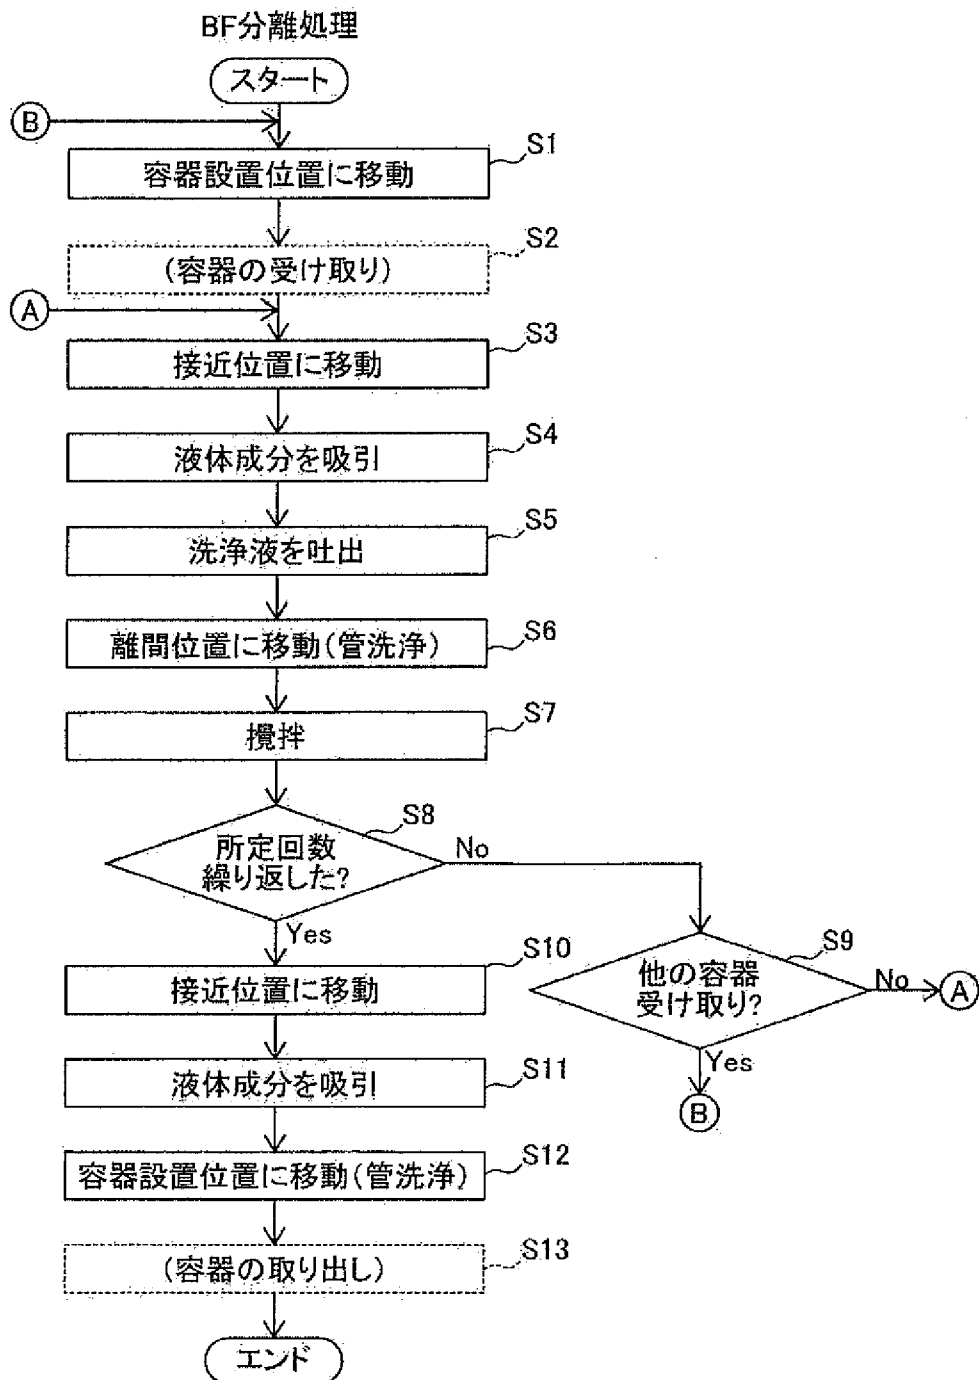 BF分離処理
スタート
B
S1
容器設置位置に移動
S2
(容器の受け取り)
A
S3
接近位置に移動
S4
液体成分を吸引
S5
洗浄液を吐出
S6
離間位置に移動(管洗浄)
S7
攪拌
S8
所定回数
繰り返した?
No
Yes
S9
他の容器
受け取り?
No
A
Yes
B
S10
接近位置に移動
S11
液体成分を吸引
S12
容器設置位置に移動(管洗浄)
S13
(容器の取り出し)
エンド